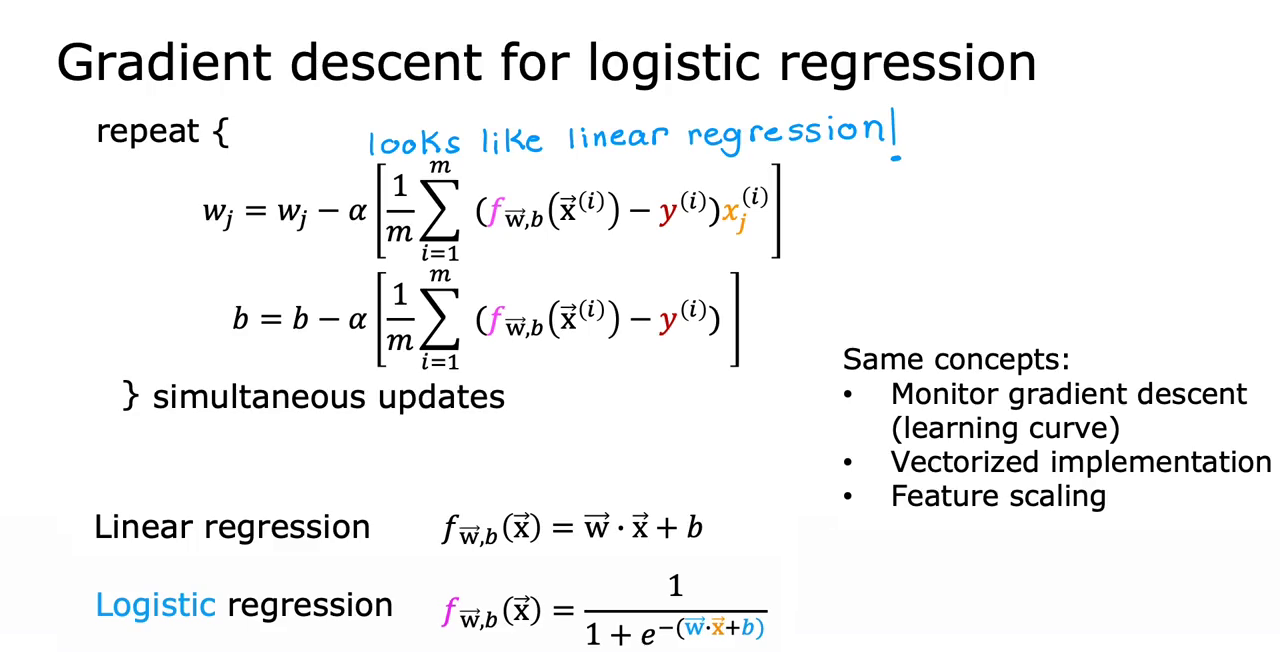 Gradient descent for logistic regression
repeat {
looks like linear regression!
w_j = w_j − α [ 1/m ∑_{i=1}^{m} (f_{w⃗,b}(x⃗^{(i)}) − y^{(i)}) x_j^{(i)} ]
b = b − α [ 1/m ∑_{i=1}^{m} (f_{w⃗,b}(x⃗^{(i)}) − y^{(i)}) ]
} simultaneous updates
Same concepts:
• Monitor gradient descent
(learning curve)
• Vectorized implementation
• Feature scaling
Linear regression f_{w⃗,b}(x⃗) = w⃗ · x⃗ + b
Logistic regression f_{w⃗,b}(x⃗) = 1 / (1 + e^{−(w⃗·x⃗+b)})